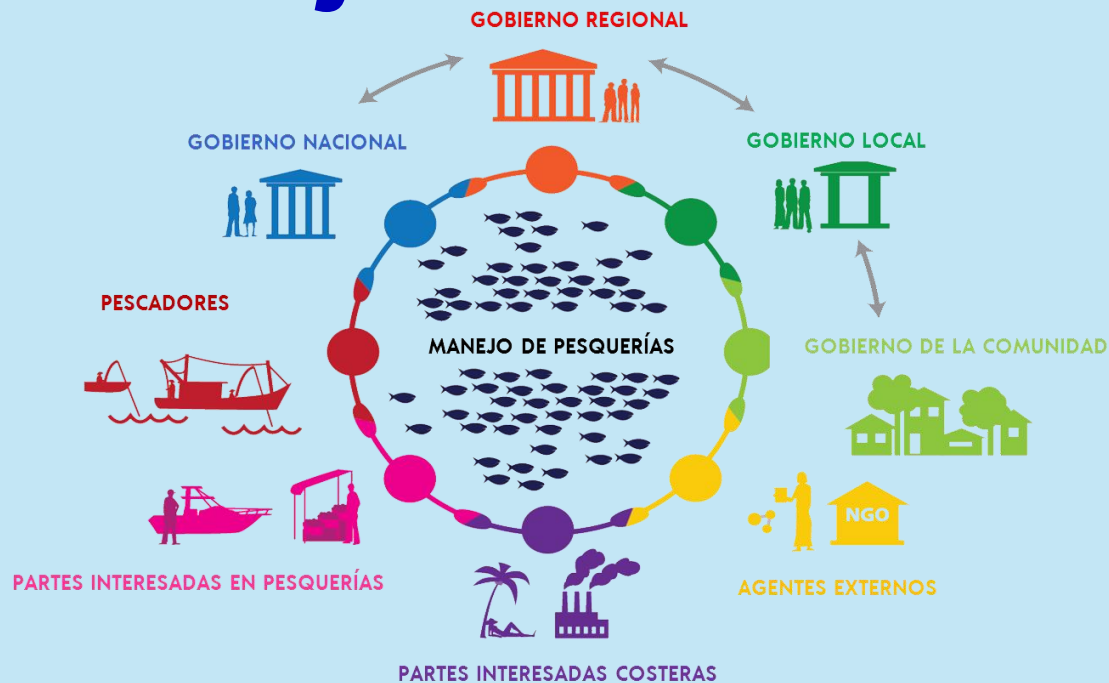 GOBIERNO REGIONAL
GOBIERNO NACIONAL
GOBIERNO LOCAL
PESCADORES
MANEJO DE PESQUERÍAS
GOBIERNO DE LA COMUNIDAD
NGO
PARTES INTERESADAS EN PESQUERÍAS
AGENTES EXTERNOS
PARTES INTERESADAS COSTERAS